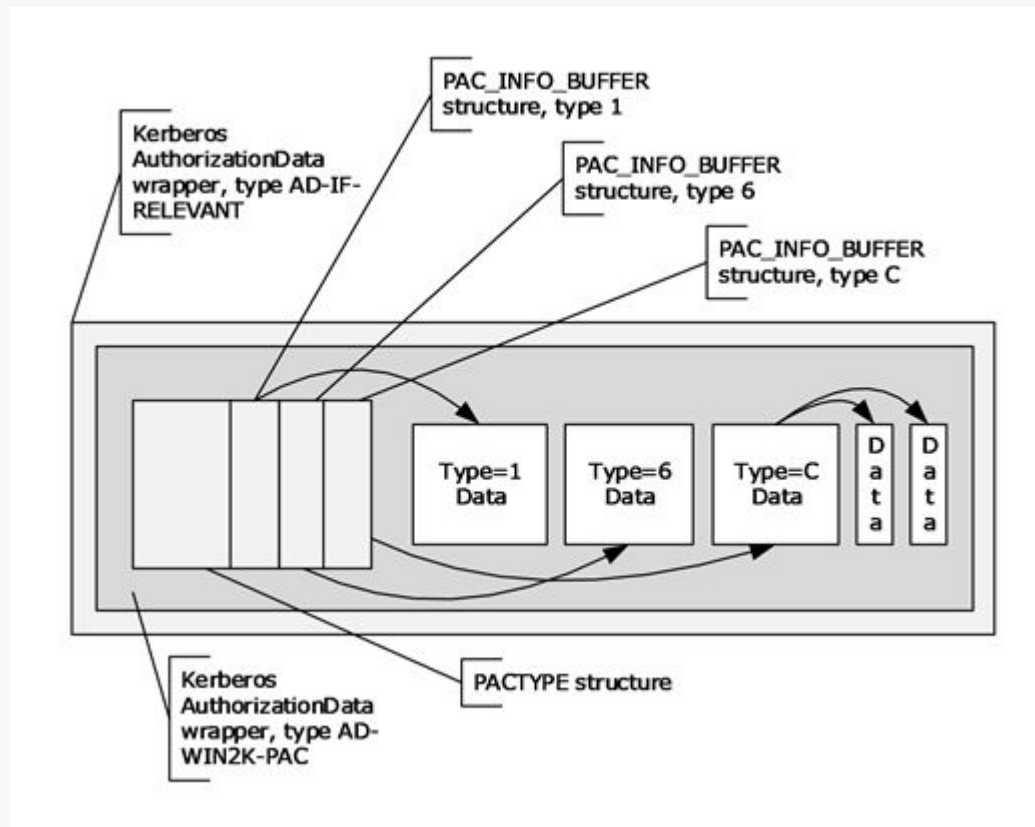 PAC_INFO_BUFFER
structure, type 1
Kerberos
AuthorizationData
wrapper, type AD-IF-
RELEVANT
PAC_INFO_BUFFER
structure, type 6
PAC_INFO_BUFFER
structure, type C
Type=1
Data
Type=6
Data
Type=C
Data
D
a
t
a
D
a
t
a
Kerberos
AuthorizationData
wrapper, type AD-
WIN2K-PAC
PACTYPE structure